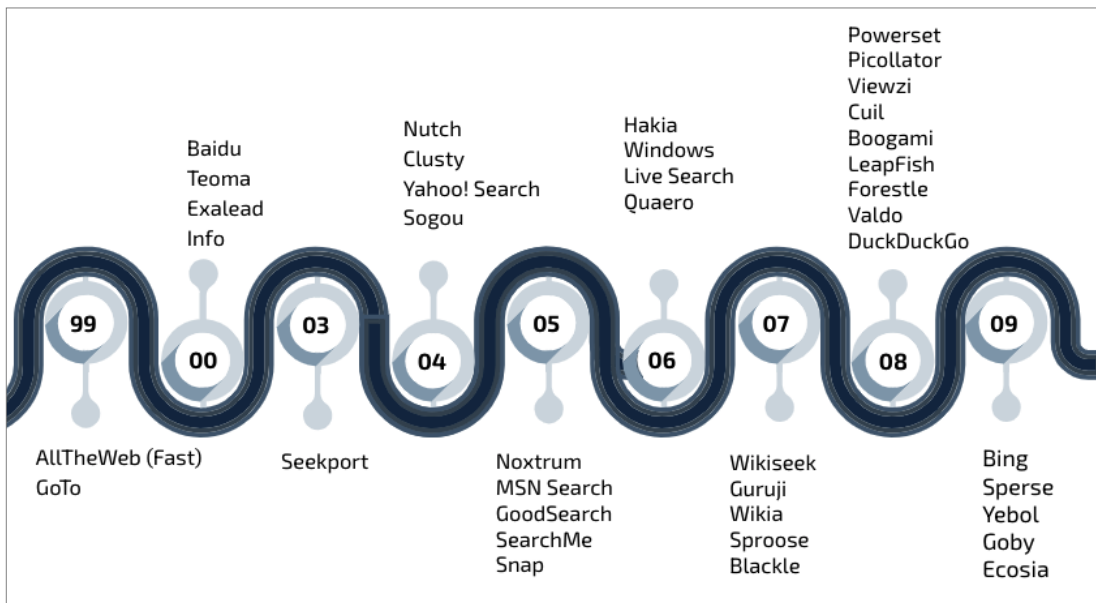 99
AllTheWeb (Fast)
GoTo
Baidu
Teoma
Exalead
Info
00
03
Seekport
Nutch
Clusty
Yahoo! Search
Sogou
04
05
Noxtrum
MSN Search
GoodSearch
SearchMe
Snap
Hakia
Windows
Live Search
Quaero
06
07
Wikiseek
Guruji
Wikia
Sproose
Blackle
Powerset
Picollator
Viewzi
Cuil
Boogami
LeapFish
Forestle
Valdo
DuckDuckGo
08
09
Bing
Sperse
Yebol
Goby
Ecosia